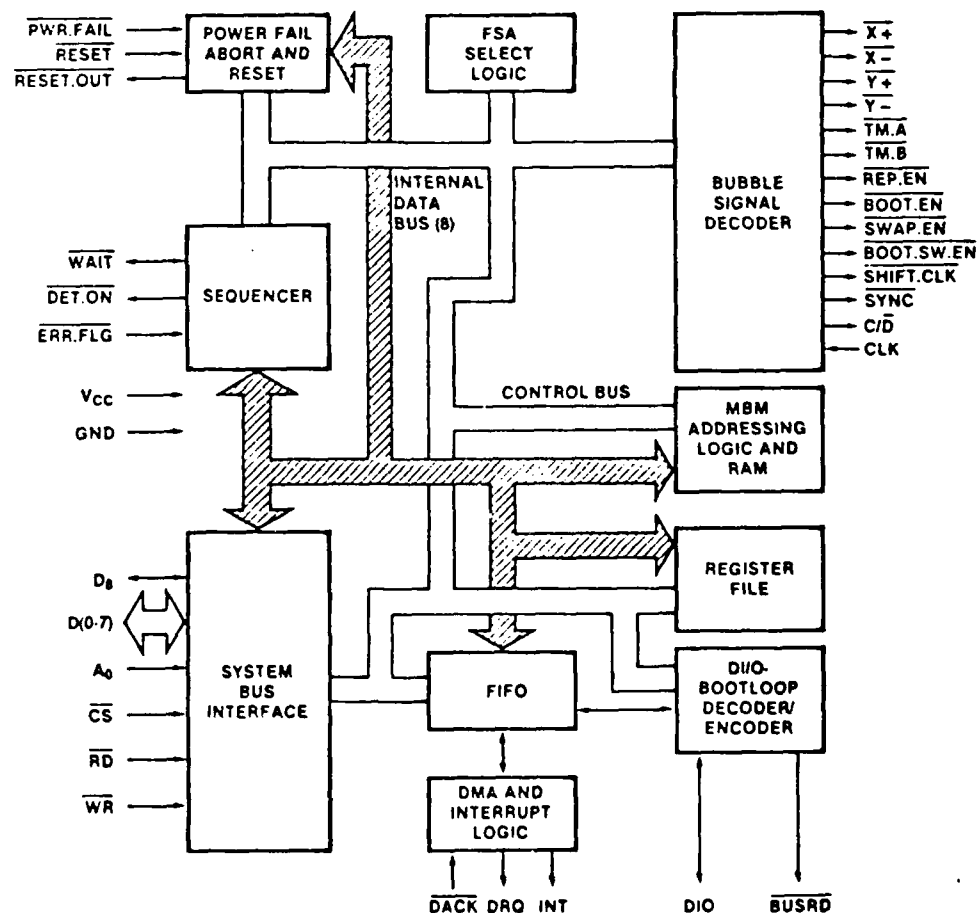 PWR.FAIL
RESET
RESET.OUT
POWER FAIL
ABORT AND
RESET
FSA
SELECT
LOGIC
BUBBLE
SIGNAL
DECODER
X+
X-
Y+
Y-
TM.A
TM.B
REP.EN
BOOT.EN
SWAP.EN
BOOT.SW.EN
SHIFT.CLK
SYNC
C/D̅
CLK
INTERNAL
DATA
BUS (8)
WAIT
DET.ON
ERR.FLG
SEQUENCER
VCC
GND
CONTROL BUS
MBM
ADDRESSING
LOGIC AND
RAM
REGISTER
FILE
D8
D(0-7)
A0
CS
RD
WR
SYSTEM
BUS
INTERFACE
FIFO
DI/O-
BOOTLOOP
DECODER/
ENCODER
DMA AND
INTERRUPT
LOGIC
DACK DRQ INT DIO BUSRD